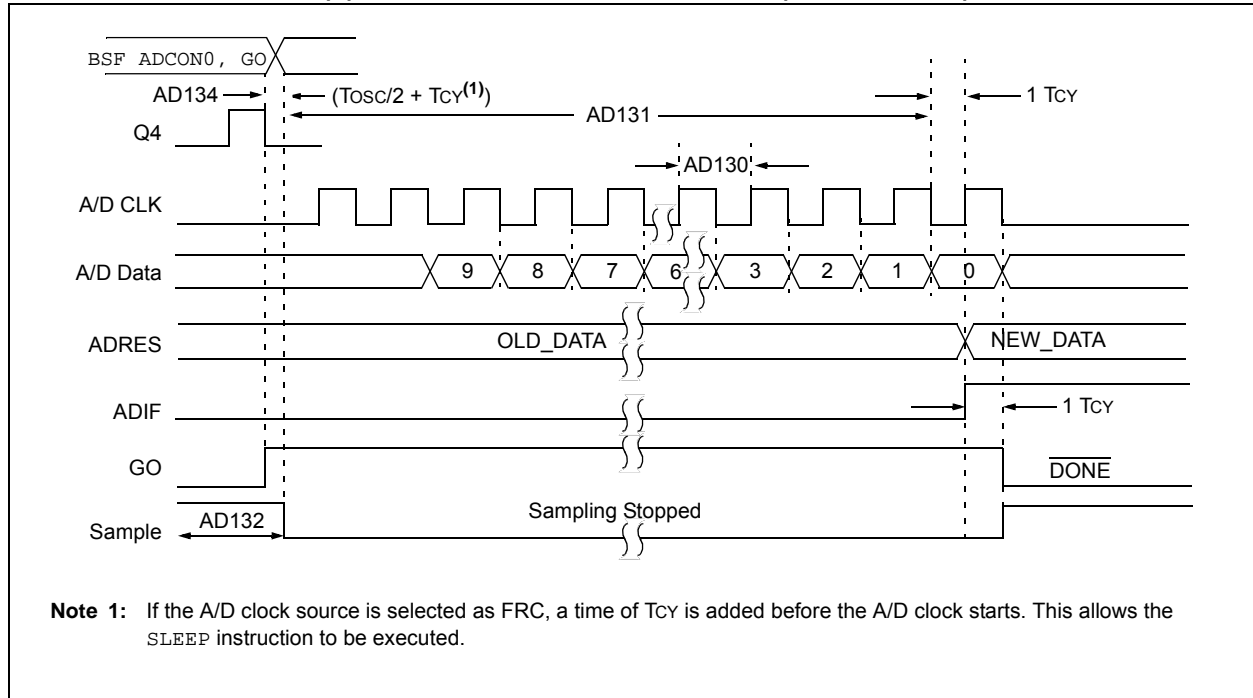 BSF ADCON0, GO
AD134
(TOSC/2 + TCY(1))
1 TCY
AD131
Q4
AD130
A/D CLK
A/D Data
9 8 7 6 3 2 1 0
ADRES
OLD_DATA
NEW_DATA
ADIF
1 TCY
GO
DONE
Sample
AD132
Sampling Stopped
Note 1: If the A/D clock source is selected as FRC, a time of TCY is added before the A/D clock starts. This allows the
SLEEP instruction to be executed.